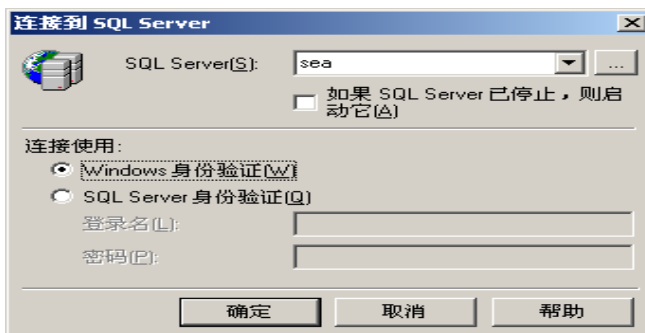 连接到 SQL Server
SQL Server(S):
sea
...
如果 SQL Server 已停止，则启
动它(A)
连接使用:
Windows 身份验证(W)
SQL Server 身份验证(Q)
登录名(L):
密码(P):
确定
取消
帮助